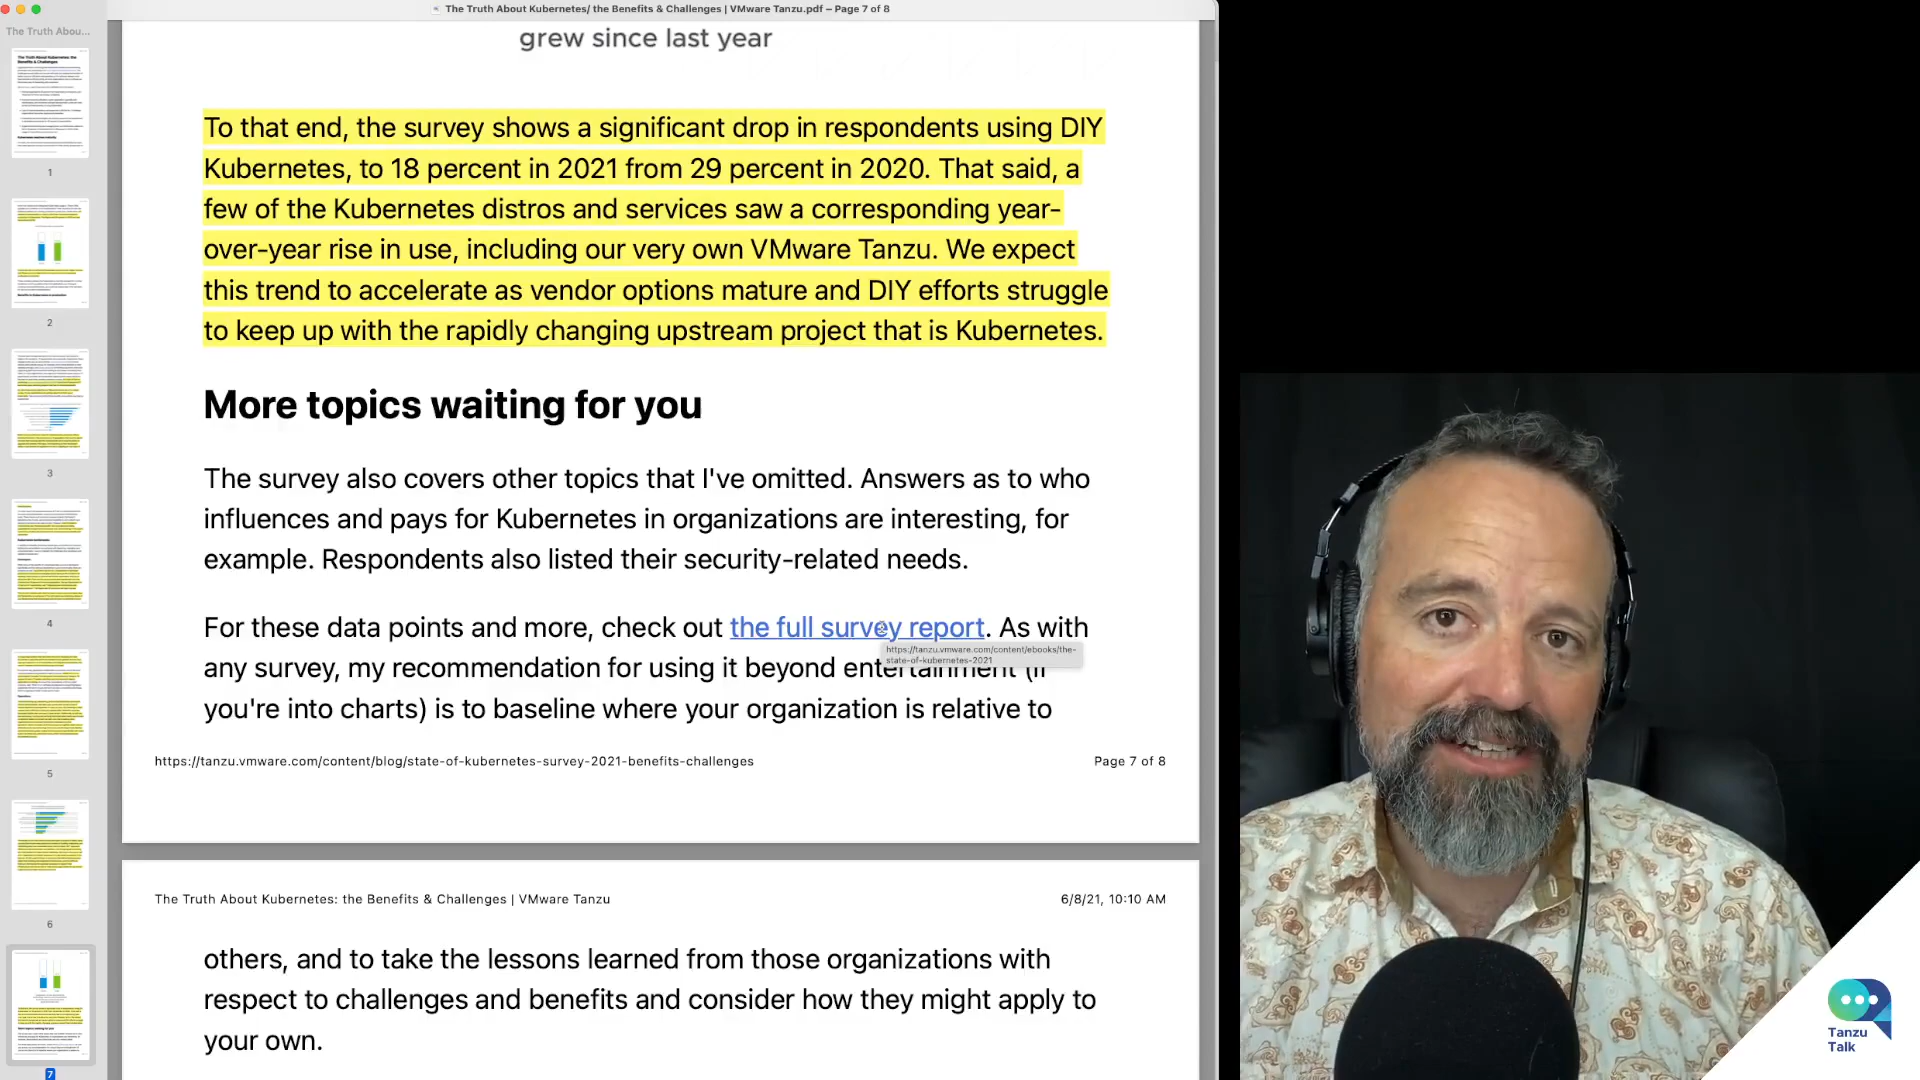 The Truth About Kubernetes/ the Benefits & Challenges | VMware Tanzu.pdf – Page 7 of 8
The Truth Abou...
1
2
3
4
5
6
7
grew since last year
To that end, the survey shows a significant drop in respondents using DIY
Kubernetes, to 18 percent in 2021 from 29 percent in 2020. That said, a
few of the Kubernetes distros and services saw a corresponding year-
over-year rise in use, including our very own VMware Tanzu. We expect
this trend to accelerate as vendor options mature and DIY efforts struggle
to keep up with the rapidly changing upstream project that is Kubernetes.
More topics waiting for you
The survey also covers other topics that I've omitted. Answers as to who
influences and pays for Kubernetes in organizations are interesting, for
example. Respondents also listed their security-related needs.
For these data points and more, check out the full survey report. As with
https://tanzu.vmware.com/content/ebooks/the-
state-of-kubernetes-2021
any survey, my recommendation for using it beyond entertainment (if
you're into charts) is to baseline where your organization is relative to
https://tanzu.vmware.com/content/blog/state-of-kubernetes-survey-2021-benefits-challenges
Page 7 of 8
The Truth About Kubernetes: the Benefits & Challenges | VMware Tanzu
6/8/21, 10:10 AM
others, and to take the lessons learned from those organizations with
respect to challenges and benefits and consider how they might apply to
your own.
Tanzu
Talk